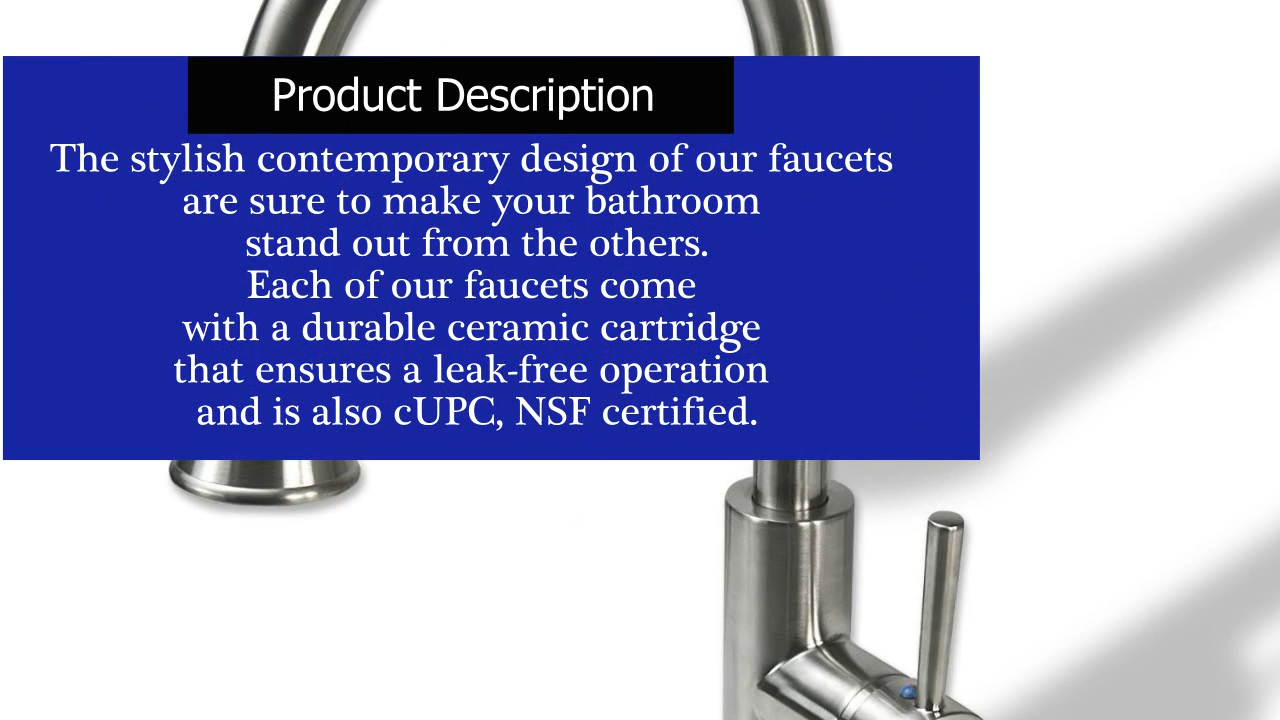 Product Description
The stylish contemporary design of our faucets
are sure to make your bathroom
stand out from the others.
Each of our faucets come
with a durable ceramic cartridge
that ensures a leak-free operation
and is also cUPC, NSF certified.